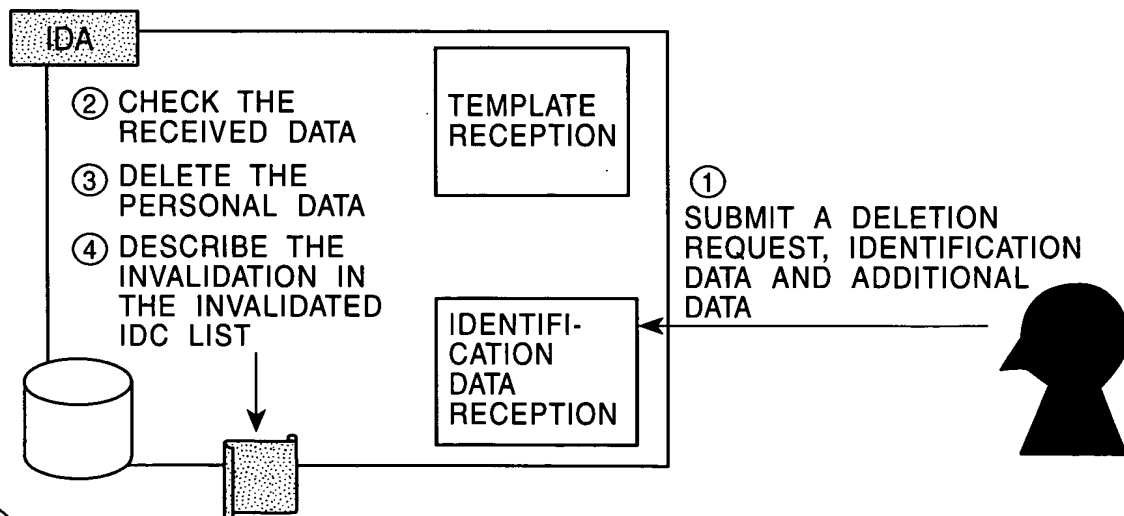 IDA
② CHECK THE
RECEIVED DATA
③ DELETE THE
PERSONAL DATA
④ DESCRIBE THE
INVALIDATION IN
THE INVALIDATED
IDC LIST
TEMPLATE
RECEPTION
①
SUBMIT A DELETION
REQUEST, IDENTIFICATION
DATA AND ADDITIONAL
DATA
IDENTIFI-
CATION
DATA
RECEPTION